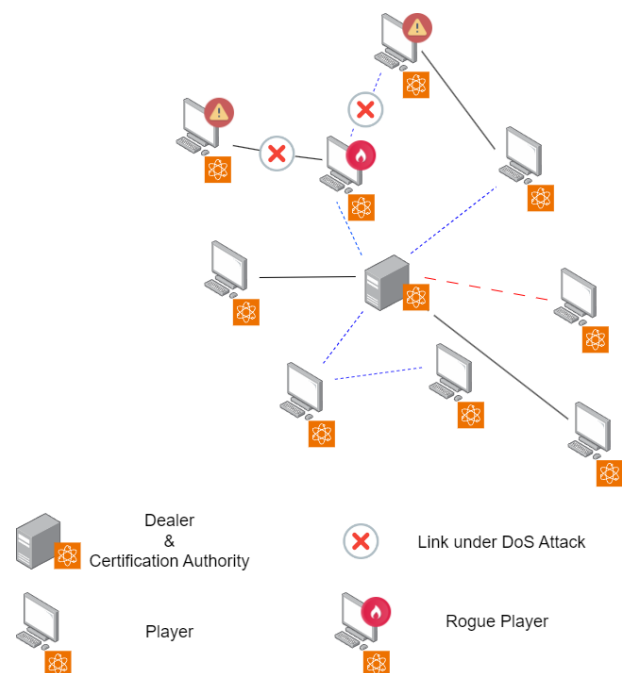 Dealer
&
Certification Authority
Link under DoS Attack
Player
Rogue Player